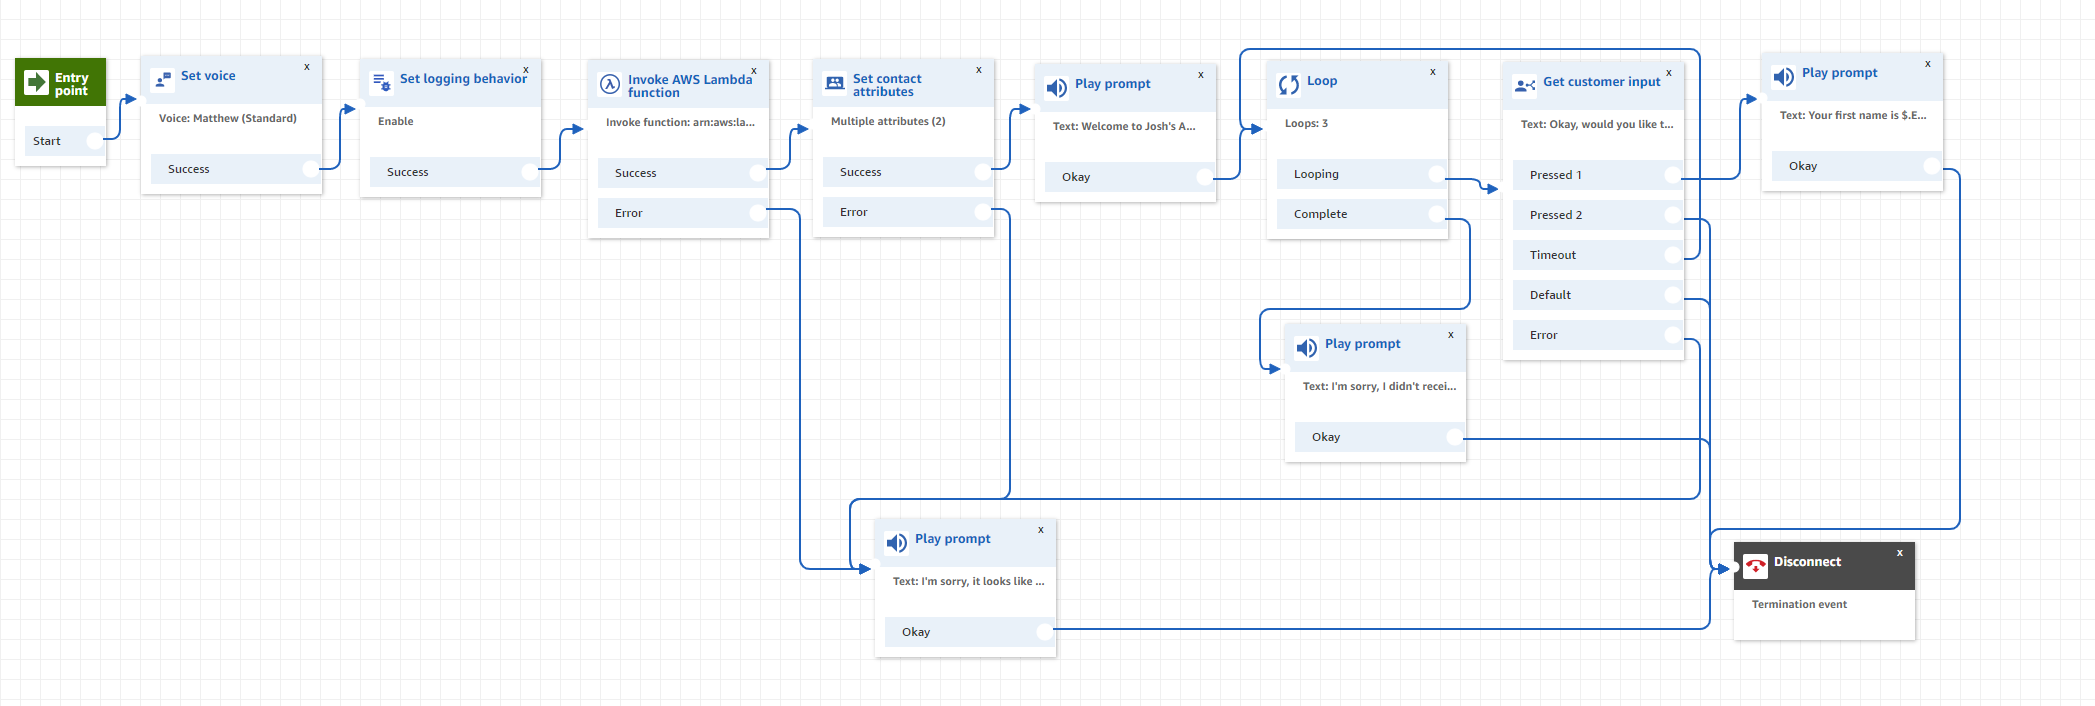 Entry
point
Start
Set voice
x
Voice: Matthew (Standard)
Success
Set logging behavior
x
Enable
Success
Invoke AWS Lambda
function
x
Invoke function: arn:aws:la...
Success
Error
Set contact
attributes
x
Multiple attributes (2)
Success
Error
Play prompt
x
Text: Welcome to Josh's A...
Okay
Loop
x
Loops: 3
Looping
Complete
Get customer input
x
Text: Okay, would you like t...
Pressed 1
Pressed 2
Timeout
Default
Error
Play prompt
x
Text: Your first name is $.E...
Okay
Play prompt
x
Text: I'm sorry, I didn't recei...
Okay
Play prompt
x
Text: I'm sorry, it looks like ...
Okay
Disconnect
x
Termination event